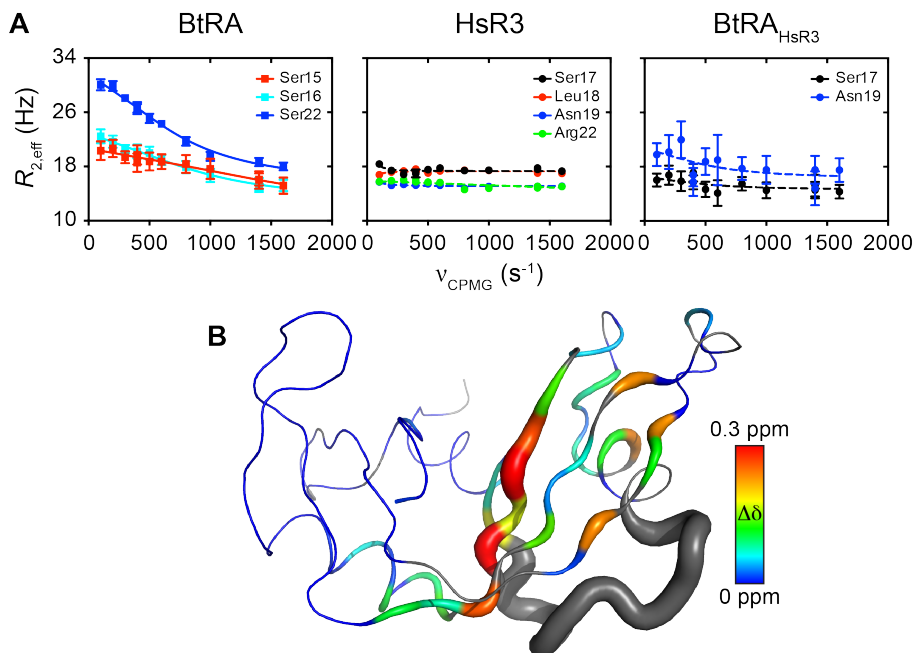 A
BtRA
HsR3
BtRA_HsR3
R2,eff (Hz)
34
26
18
10
Ser15
Ser16
Ser22
Ser17
Leu18
Asn19
Arg22
Ser17
Asn19
0 500 1000 1500 2000
0 500 1000 1500 2000
0 500 1000 1500 2000
νCPMG (s⁻¹)
B
0.3 ppm
Δδ
0 ppm